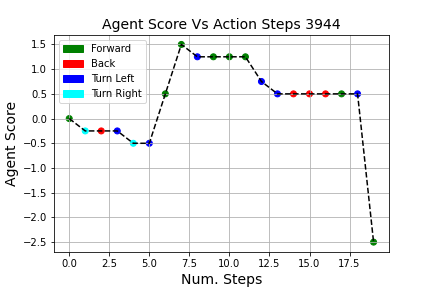 Agent Score Vs Action Steps 3944
Agent Score
1.5
1.0
0.5
0.0
−0.5
−1.0
−1.5
−2.0
−2.5
Forward
Back
Turn Left
Turn Right
0.0 2.5 5.0 7.5 10.0 12.5 15.0 17.5
Num. Steps